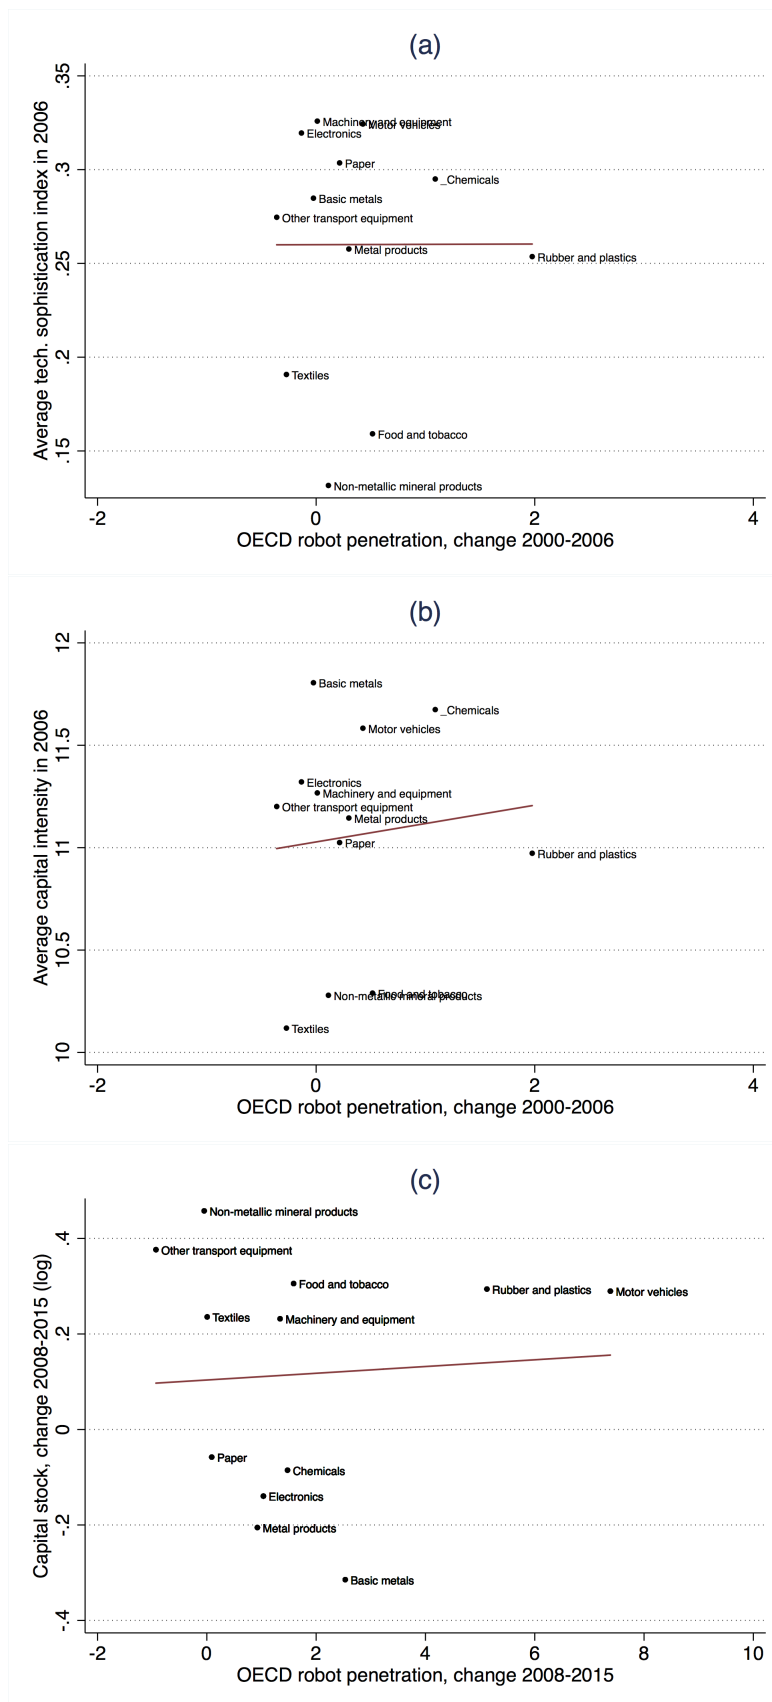 (a)
Average tech. sophistication index in 2006
.35
.3
.25
.2
.15
Machinery and equipment
Motor vehicles
Electronics
Paper
_Chemicals
Basic metals
Other transport equipment
Metal products
Rubber and plastics
Textiles
Food and tobacco
Non-metallic mineral products
-2 0 2 4
OECD robot penetration, change 2000-2006
(b)
Average capital intensity in 2006
12
11.5
11
10.5
10
Basic metals
_Chemicals
Motor vehicles
Electronics
Machinery and equipment
Other transport equipment
Metal products
Paper
Rubber and plastics
Food and tobacco
Non-metallic mineral products
Textiles
-2 0 2 4
OECD robot penetration, change 2000-2006
(c)
Capital stock, change 2008-2015 (log)
.4
.2
0
-.2
-.4
Non-metallic mineral products
Other transport equipment
Food and tobacco
Rubber and plastics
Motor vehicles
Textiles
Machinery and equipment
Paper
Chemicals
Electronics
Metal products
Basic metals
-2 0 2 4 6 8 10
OECD robot penetration, change 2008-2015